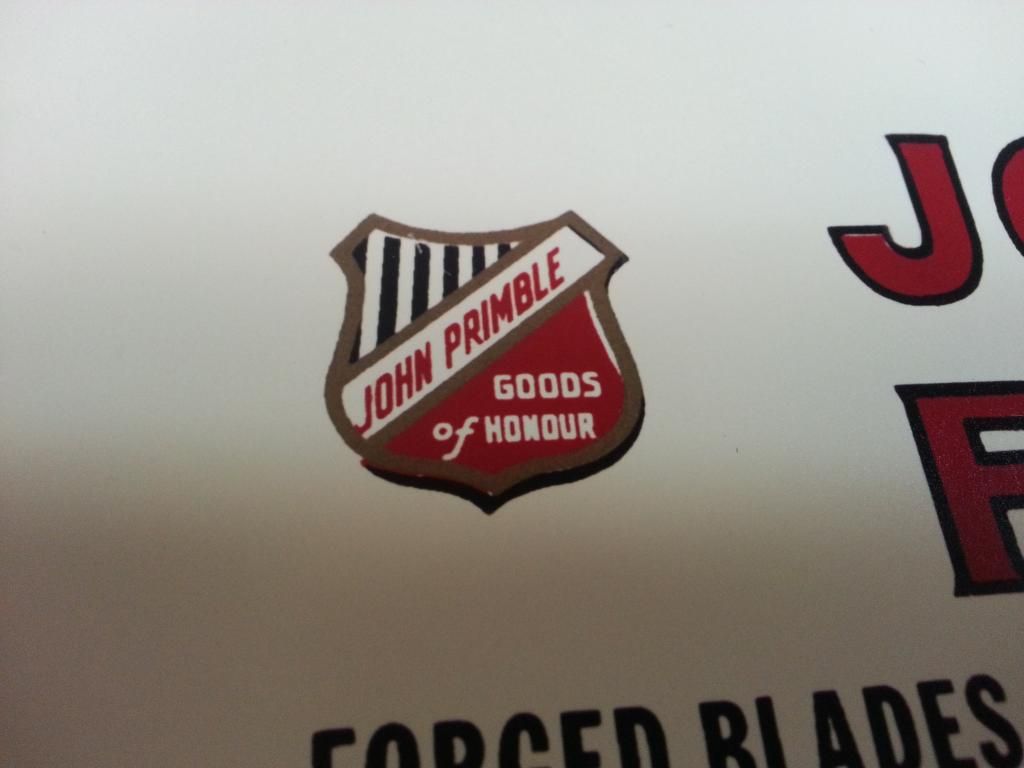 JOHN PRIMBLE
GOODS
of HONOUR
J
FORGED BLADES